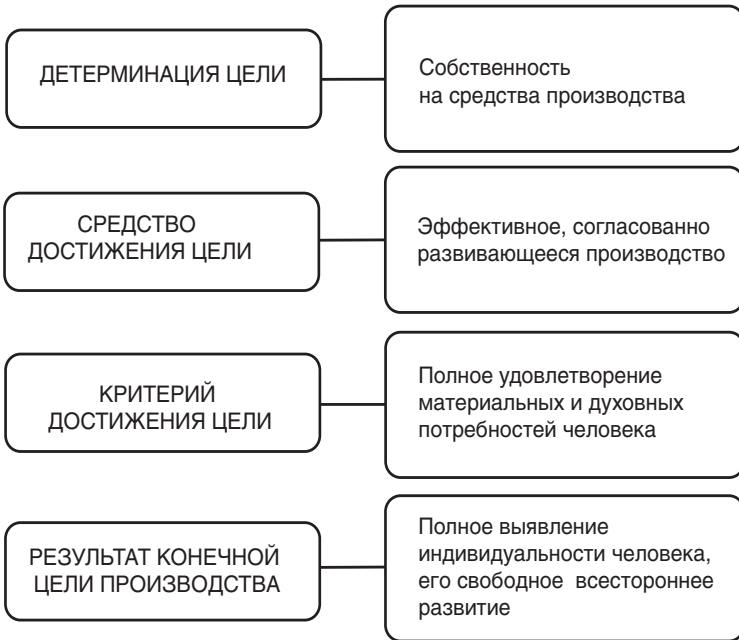 ДЕТЕРМИНАЦИЯ ЦЕЛИ
Собственность
на средства производства
СРЕДСТВО
ДОСТИЖЕНИЯ ЦЕЛИ
Эффективное, согласованно
развивающееся производство
КРИТЕРИЙ
ДОСТИЖЕНИЯ ЦЕЛИ
Полное удовлетворение
материальных и духовных
потребностей человека
РЕЗУЛЬТАТ КОНЕЧНОЙ
ЦЕЛИ ПРОИЗВОДСТВА
Полное выявление
индивидуальности человека,
его свободное всестороннее
развитие